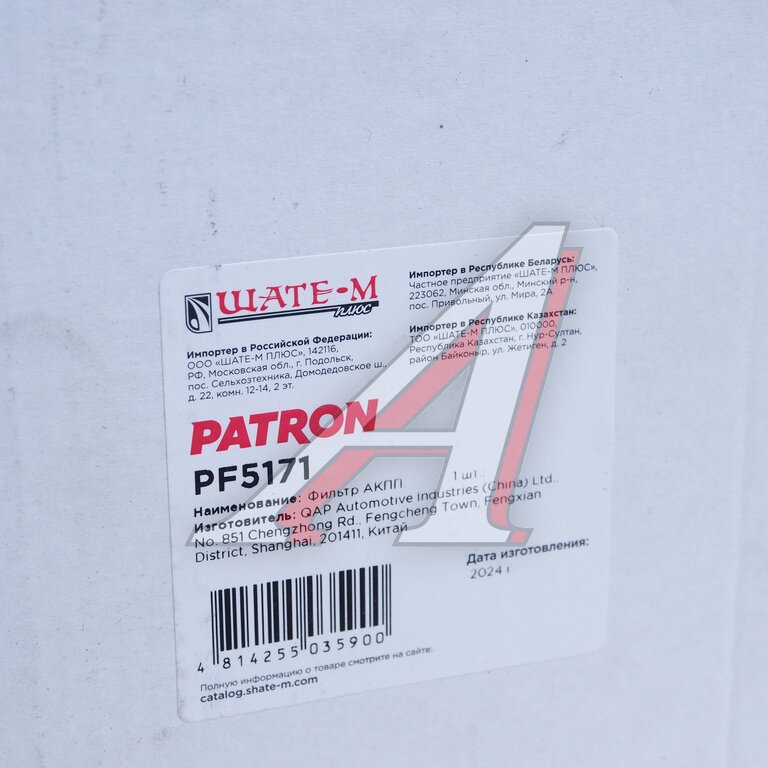 ШАТЕ-М
ПЛЮС
Импортер в Российской Федерации:
ООО «ШАТЕ-М ПЛЮС», 142116,
РФ, Московская обл., г. Подольск,
пос. Сельхозтехника, Домодедовское ш.,
д. 22, комн. 12-14, 2 эт.
Импортер в Республике Беларусь:
Частное предприятие «ШАТЕ-М ПЛЮС»,
223062, Минская обл., Минский р-н,
пос. Привольный, ул. Мира, 2А
Импортер в Республике Казахстан:
ТОО «ШАТЕ-М ПЛЮС», 010000,
Республика Казахстан, г. Нур-Султан,
район Байконыр, ул. Жетиген, д. 2
PATRON
PF5171
Наименование: Фильтр АКПП. 1 шт.;
Изготовитель: QAP Automotive Industries (China) Ltd.;
No. 851 Chengzhong Rd., Fengcheng Town, Fengxian
District, Shanghai, 201411, Китай
Дата изготовления:
2024 г.
4 814255 035900
Полную информацию о товаре смотрите на сайте:
catalog.shate-m.com